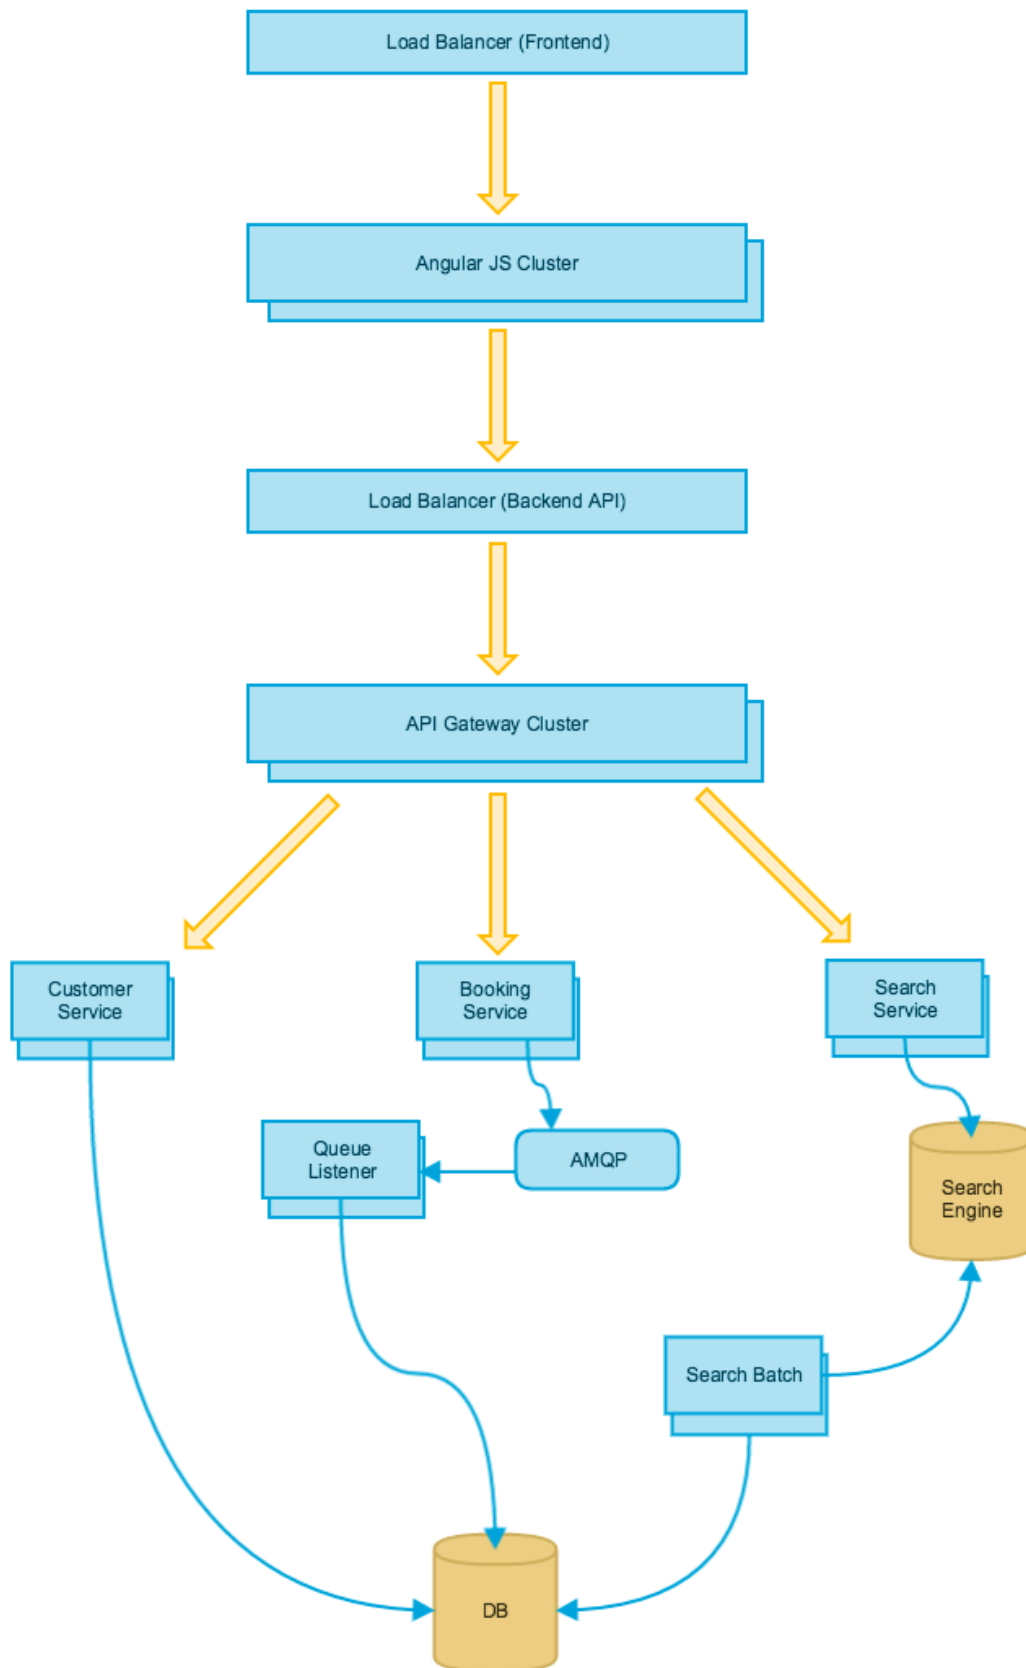 Load Balancer (Frontend)
Angular JS Cluster
Load Balancer (Backend API)
API Gateway Cluster
Customer
Service
Booking
Service
Search
Service
Queue
Listener
AMQP
Search
Engine
Search Batch
DB